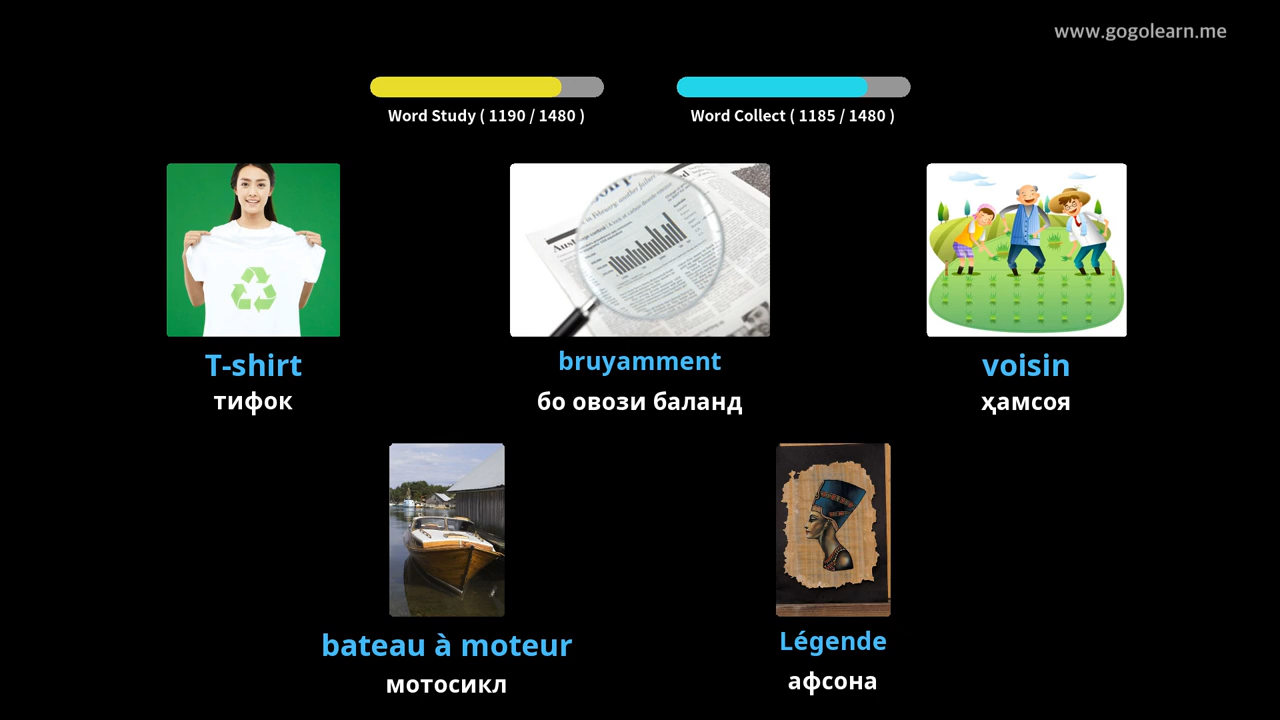 www.gogolearn.me
Word Study ( 1190 / 1480 )
Word Collect ( 1185 / 1480 )
T-shirt
bruyamment
voisin
тифок
бо овози баланд
ҳамсоя
bateau à moteur
Légende
мотосикл
афсона